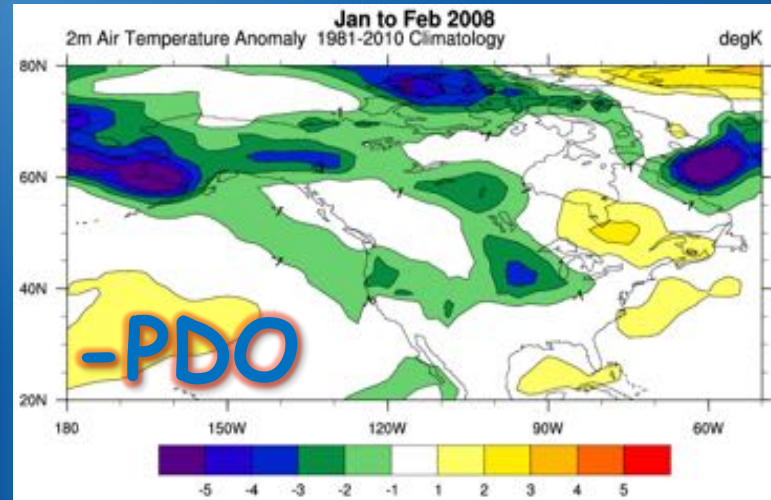 Jan to Feb 2008
2m Air Temperature Anomaly 1981-2010 Climatology degK
80N
60N
40N
20N
-PDO
180 150W 120W 90W 60W
-5 -4 -3 -2 -1 1 2 3 4 5